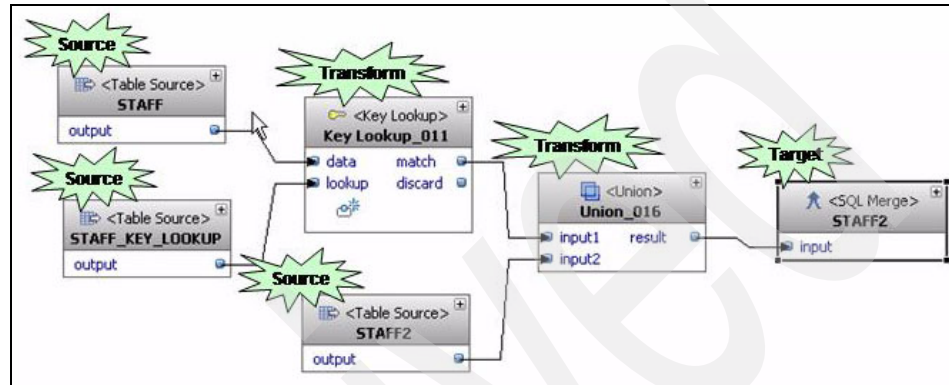 Source
<Table Source>
STAFF
output
Transform
<Key Lookup>
Key Lookup_011
data match
lookup discard
Source
<Table Source>
STAFF_KEY_LOOKUP
output
Source
<Table Source>
STAFF2
output
Transform
<Union>
Union_016
input1 result
input2
Target
<SQL Merge>
STAFF2
input